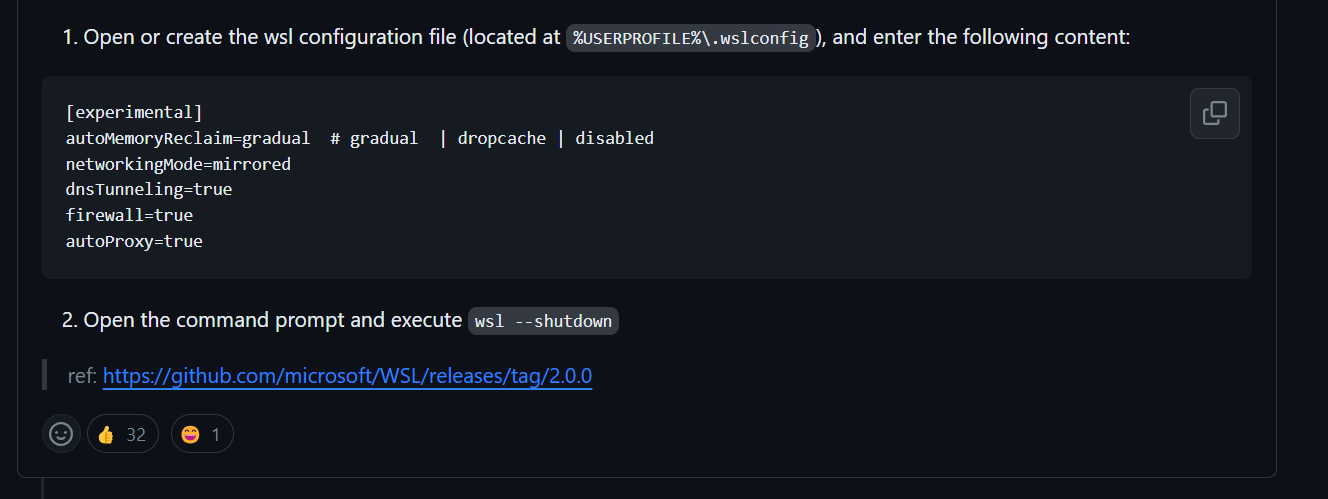 1. Open or create the wsl configuration file (located at %USERPROFILE%\.wslconfig), and enter the following content:
[experimental]
autoMemoryReclaim=gradual  # gradual  | dropcache | disabled
networkingMode=mirrored
dnsTunneling=true
firewall=true
autoProxy=true
2. Open the command prompt and execute wsl --shutdown
ref: https://github.com/microsoft/WSL/releases/tag/2.0.0
👍 32 😄 1